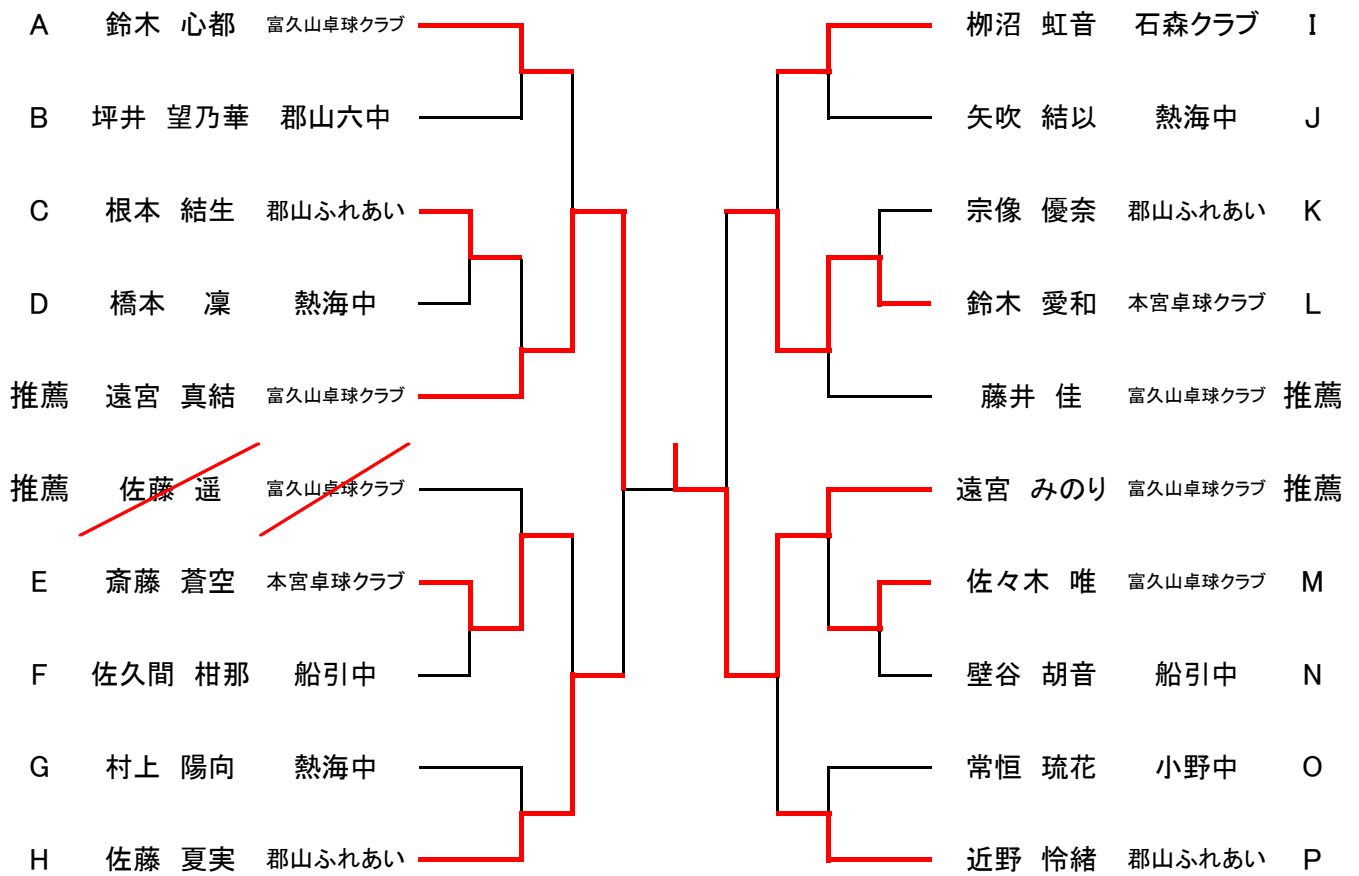 A 鈴木 心都 富久山卓球クラブ
B 坪井 望乃華 郡山六中
C 根本 結生 郡山ふれあい
D 橋本 凜 熱海中
推薦 遠宮 真結 富久山卓球クラブ
推薦 佐藤 遥 富久山卓球クラブ
E 斎藤 蒼空 本宮卓球クラブ
F 佐久間 柑那 船引中
G 村上 陽向 熱海中
H 佐藤 夏実 郡山ふれあい
栁沼 虹音 石森クラブ I
矢吹 結以 熱海中 J
宗像 優奈 郡山ふれあい K
鈴木 愛和 本宮卓球クラブ L
藤井 佳 富久山卓球クラブ 推薦
遠宮 みのり 富久山卓球クラブ 推薦
佐々木 唯 富久山卓球クラブ M
壁谷 胡音 船引中 N
常恒 琉花 小野中 O
近野 怜緒 郡山ふれあい P